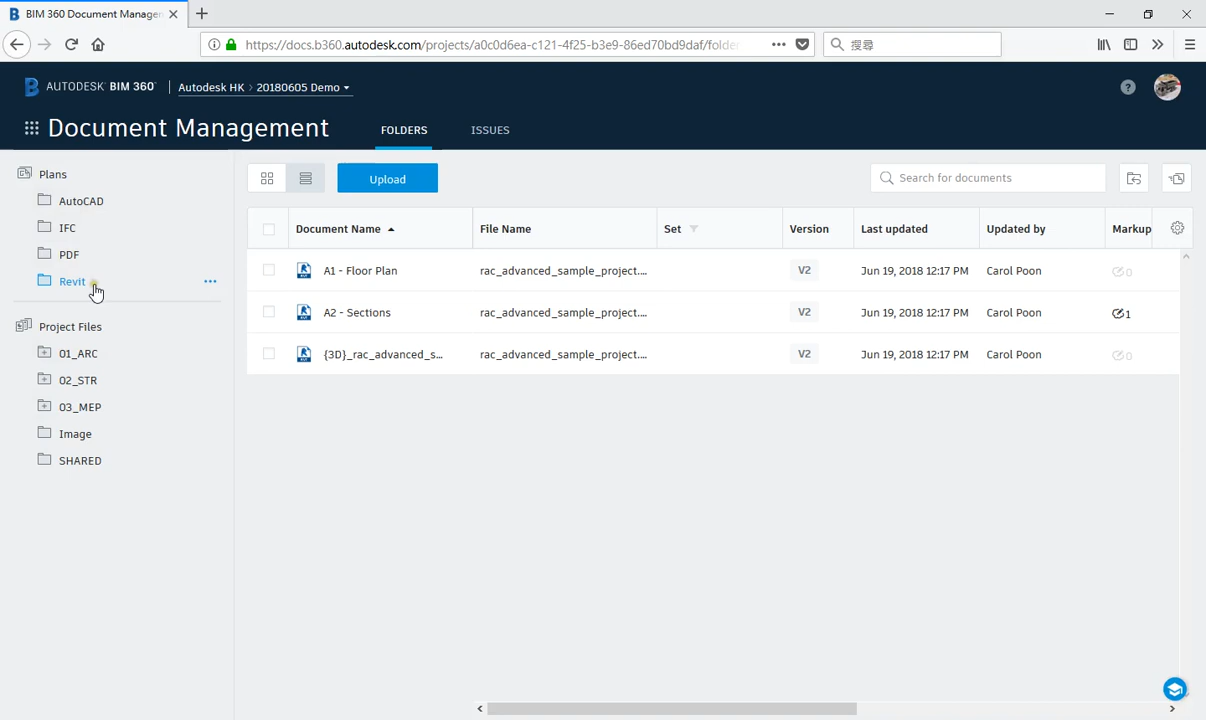 BIM 360 Document Managem
https://docs.b360.autodesk.com/projects/a0c0d6ea-c121-4f25-b3e9-86ed70bd9daf/folde
搜尋
AUTODESK BIM 360
Autodesk HK > 20180605 Demo
Document Management
FOLDERS
ISSUES
Plans
AutoCAD
IFC
PDF
Revit
Project Files
01_ARC
02_STR
03_MEP
Image
SHARED
Upload
Search for documents
Document Name File Name Set Version Last updated Updated by Markup
A1 - Floor Plan rac_advanced_sample_project.... V2 Jun 19, 2018 12:17 PM Carol Poon 0
A2 - Sections rac_advanced_sample_project.... V2 Jun 19, 2018 12:17 PM Carol Poon 1
{3D}_rac_advanced_s... rac_advanced_sample_project.... V2 Jun 19, 2018 12:17 PM Carol Poon 0